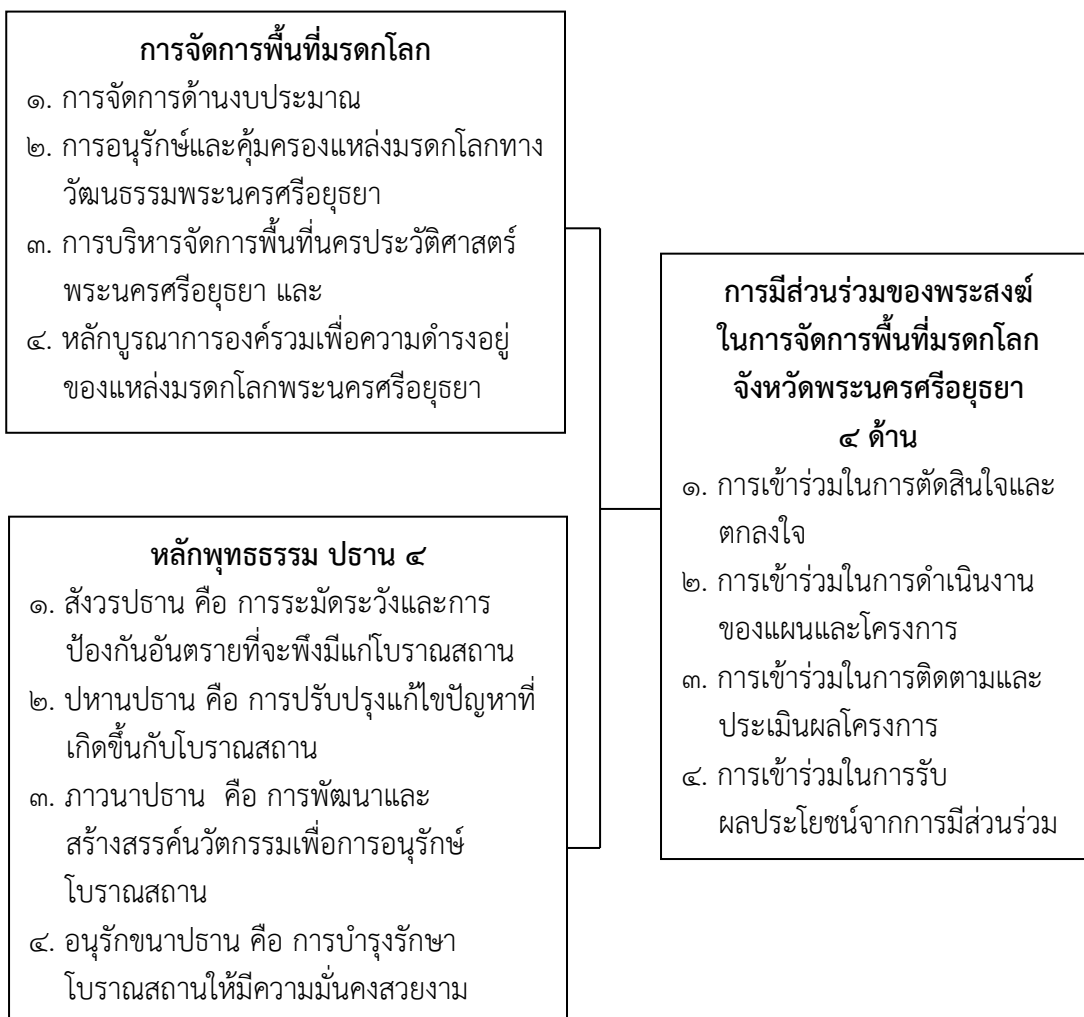 การจัดการพื้นที่มรดกโลก
๑. การจัดการด้านงบประมาณ
๒. การอนุรักษ์และคุ้มครองแหล่งมรดกโลกทาง
วัฒนธรรมพระนครศรีอยุธยา
๓. การบริหารจัดการพื้นที่นครประวัติศาสตร์
พระนครศรีอยุธยา และ
๔. หลักบูรณาการองค์รวมเพื่อความดำรงอยู่
ของแหล่งมรดกโลกพระนครศรีอยุธยา
หลักพุทธธรรม ปธาน ๔
๑. สังวรปธาน คือ การระมัดระวังและการ
ป้องกันอันตรายที่จะพึงมีแก่โบราณสถาน
๒. ปหานปธาน คือ การปรับปรุงแก้ไขปัญหาที่
เกิดขึ้นกับโบราณสถาน
๓. ภาวนาปธาน คือ การพัฒนาและ
สร้างสรรค์นวัตกรรมเพื่อการอนุรักษ์
โบราณสถาน
๔. อนุรักขนาปธาน คือ การบำรุงรักษา
โบราณสถานให้มีความมั่นคงสวยงาม
การมีส่วนร่วมของพระสงฆ์
ในการจัดการพื้นที่มรดกโลก
จังหวัดพระนครศรีอยุธยา
๔ ด้าน
๑. การเข้าร่วมในการตัดสินใจและ
ตกลงใจ
๒. การเข้าร่วมในการดำเนินงาน
ของแผนและโครงการ
๓. การเข้าร่วมในการติดตามและ
ประเมินผลโครงการ
๔. การเข้าร่วมในการรับ
ผลประโยชน์จากการมีส่วนร่วม